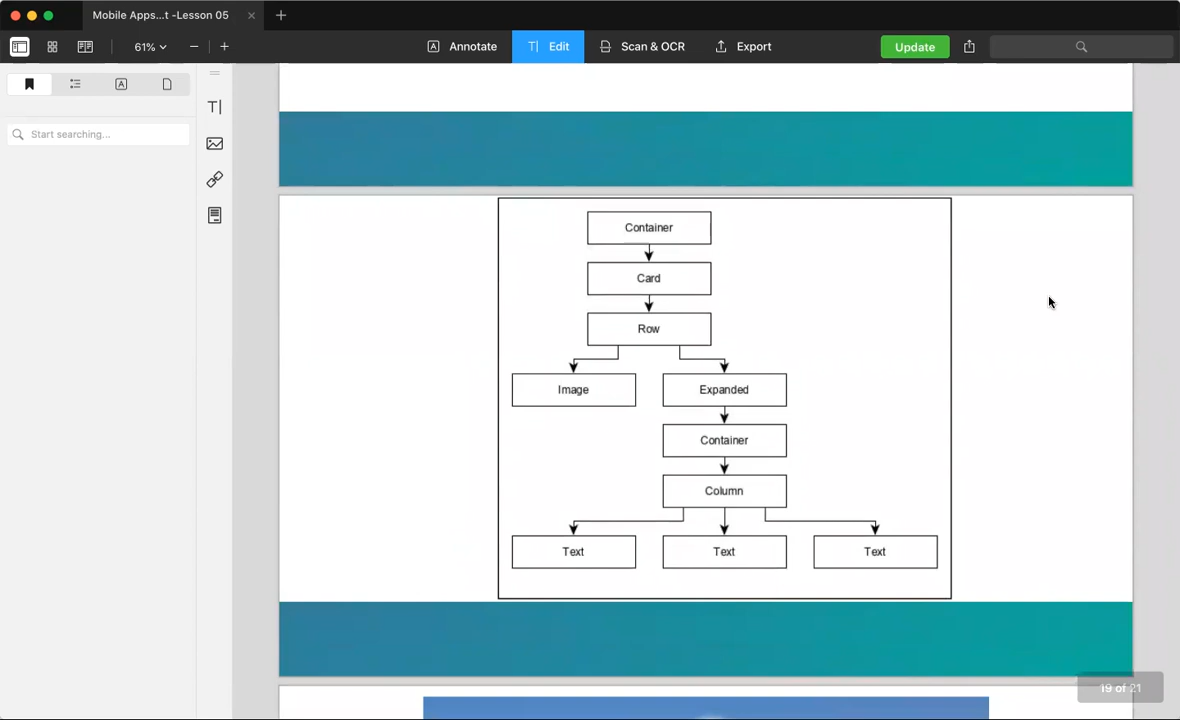 Mobile Apps...t -Lesson 05
61%
Annotate
Edit
Scan & OCR
Export
Update
Start searching...
Container
Card
Row
Image Expanded
Container
Column
Text Text Text
19 of 21